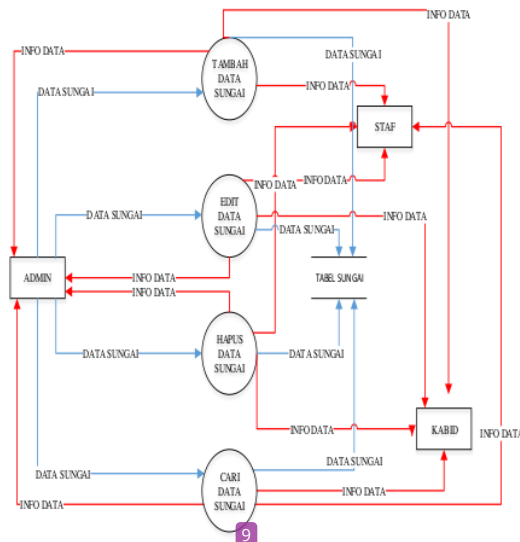 INFO DATA
INFO DATA
DATA SUNGAI
TAMBAH
DATA
SUNGAI
DATA SUNGAI
INFO DATA
STAF
INFO DATA
INFO DATA
EDIT
DATA
SUNGAI
DATA SUNGAI
INFO DATA
DATA SUNGAI
ADMIN
INFO DATA
TABEL SUNGAI
INFO DATA
HAPUS
DATA
SUNGAI
DATA SUNGAI
DATA SUNGAI
INFO DATA
KABID
INFO DATA
DATA SUNGAI
DATA SUNGAI
CARI
DATA
SUNGAI
INFO DATA
INFO DATA
9